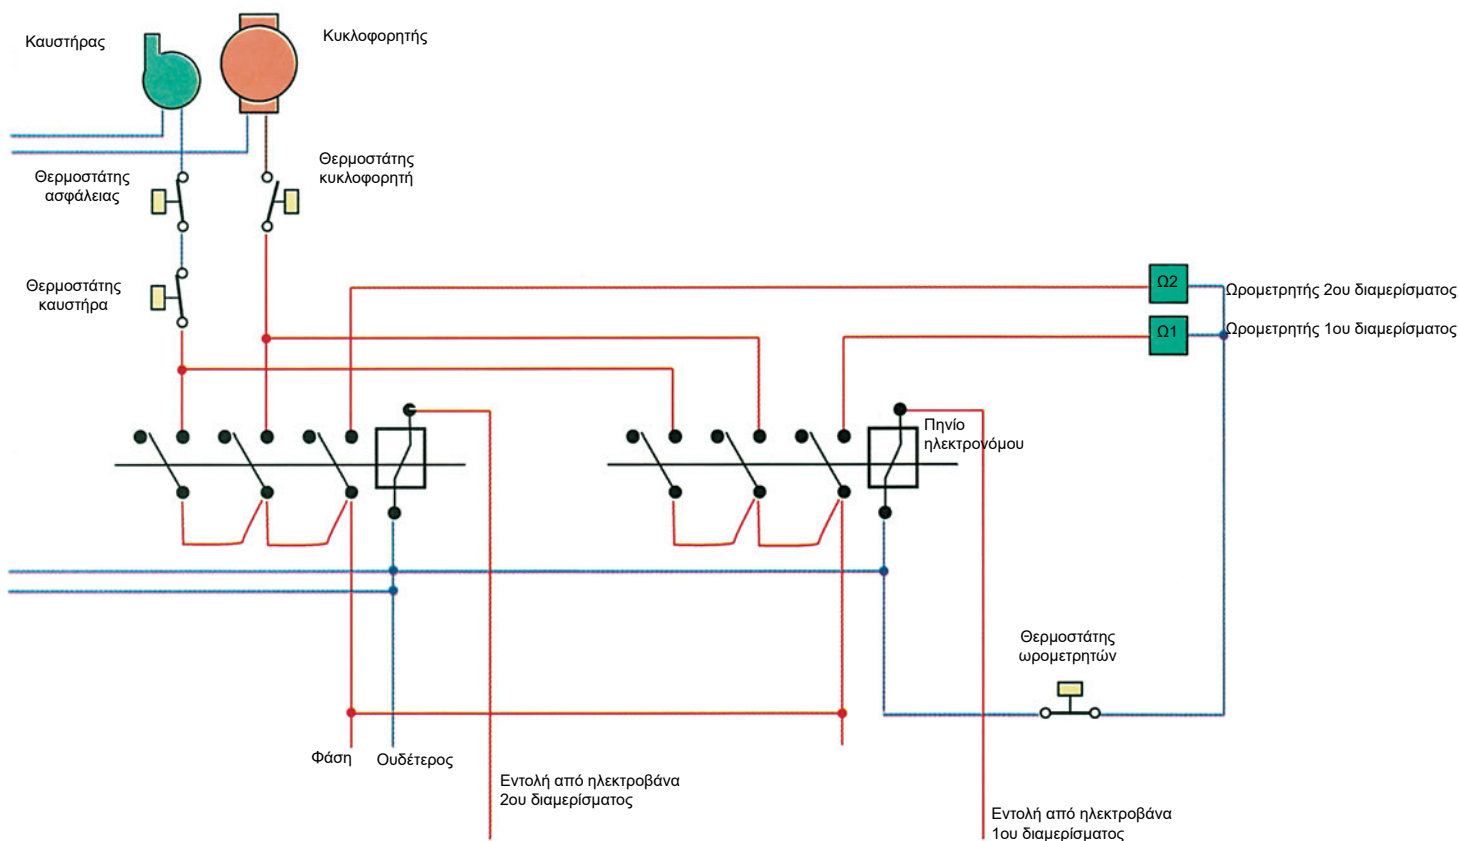 Καυστήρας
Κυκλοφορητής
Θερμοστάτης
ασφάλειας
Θερμοστάτης
κυκλοφορητή
Θερμοστάτης
καυστήρα
Ω2
Ωρομετρητής 2ου διαμερίσματος
Ω1
Ωρομετρητής 1ου διαμερίσματος
Πηνίο
ηλεκτρονόμου
Θερμοστάτης
ωρομετρητών
Φάση
Ουδέτερος
Εντολή από ηλεκτροβάνα
2ου διαμερίσματος
Εντολή από ηλεκτροβάνα
1ου διαμερίσματος